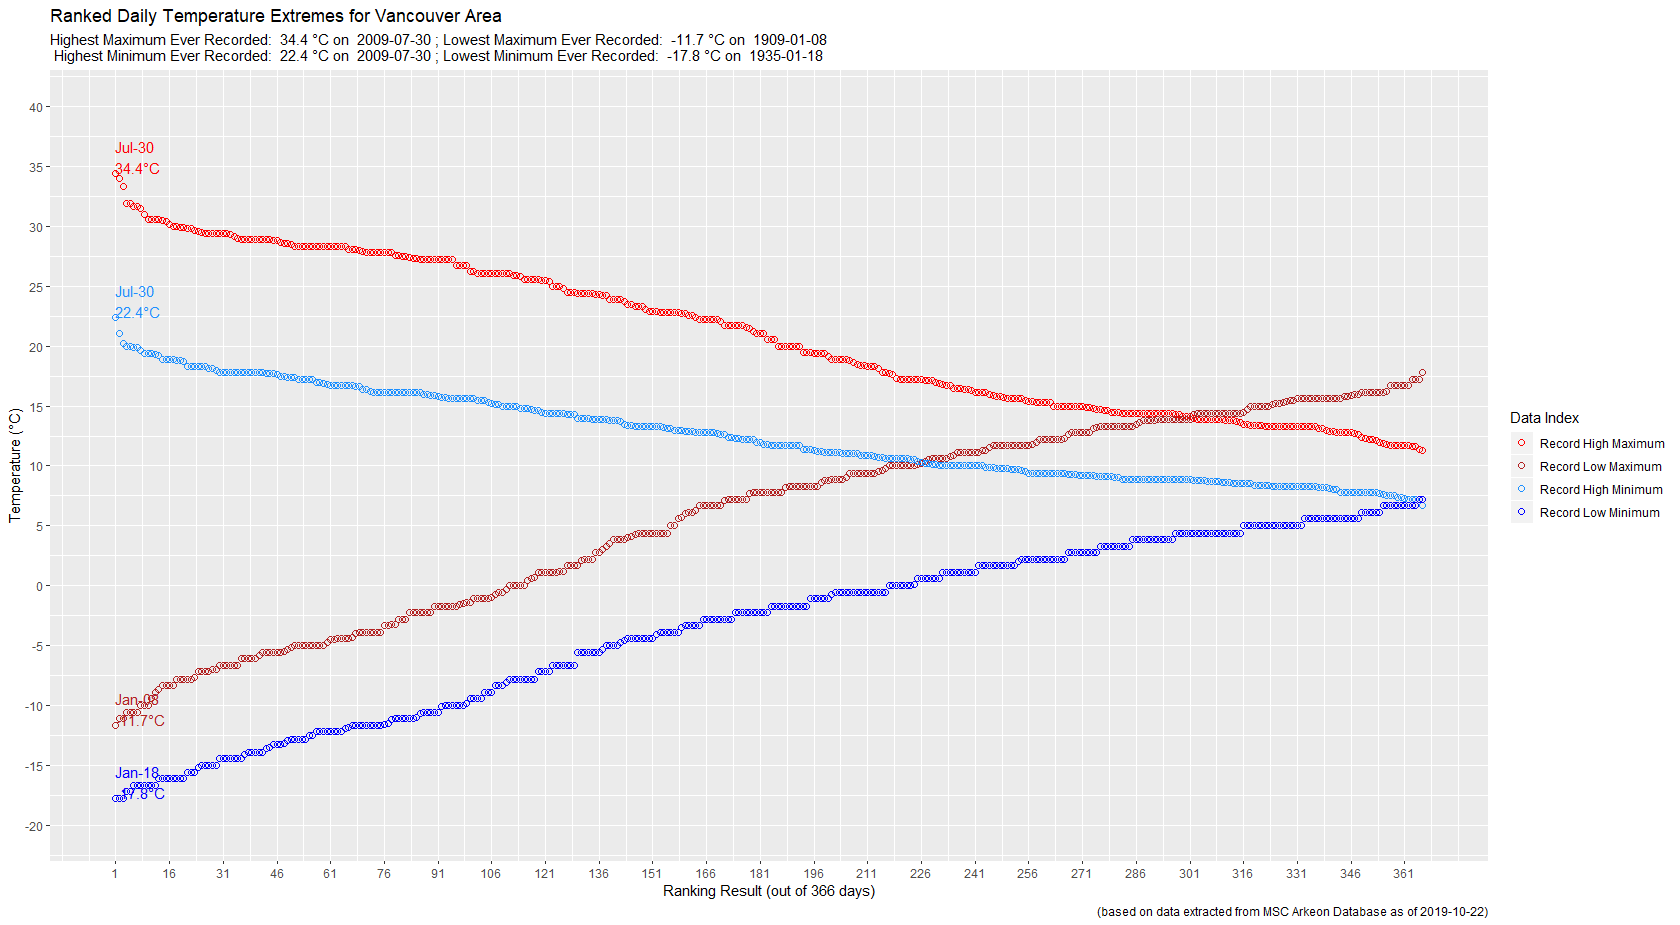 Ranked Daily Temperature Extremes for Vancouver Area
Highest Maximum Ever Recorded:  34.4 °C on  2009-07-30 ; Lowest Maximum Ever Recorded:  -11.7 °C on  1909-01-08
Highest Minimum Ever Recorded:  22.4 °C on  2009-07-30 ; Lowest Minimum Ever Recorded:  -17.8 °C on  1935-01-18
Temperature (°C)
40
35
30
25
20
15
10
5
0
-5
-10
-15
-20
Jul-30
34.4°C
Jul-30
22.4°C
Jan-08
-11.7°C
Jan-18
-17.8°C
1 16 31 46 61 76 91 106 121 136 151 166 181 196 211 226 241 256 271 286 301 316 331 346 361
Ranking Result (out of 366 days)
Data Index
Record High Maximum
Record Low Maximum
Record High Minimum
Record Low Minimum
(based on data extracted from MSC Arkeon Database as of 2019-10-22)